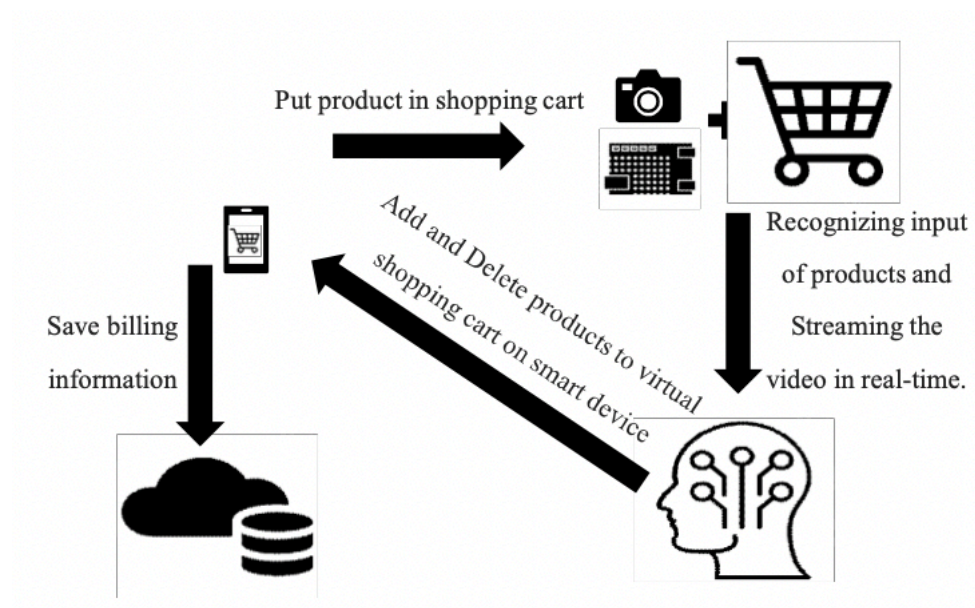 Put product in shopping cart
Add and Delete products to virtual
shopping cart on smart device
Recognizing input
of products and
Streaming the
video in real-time.
Save billing
information